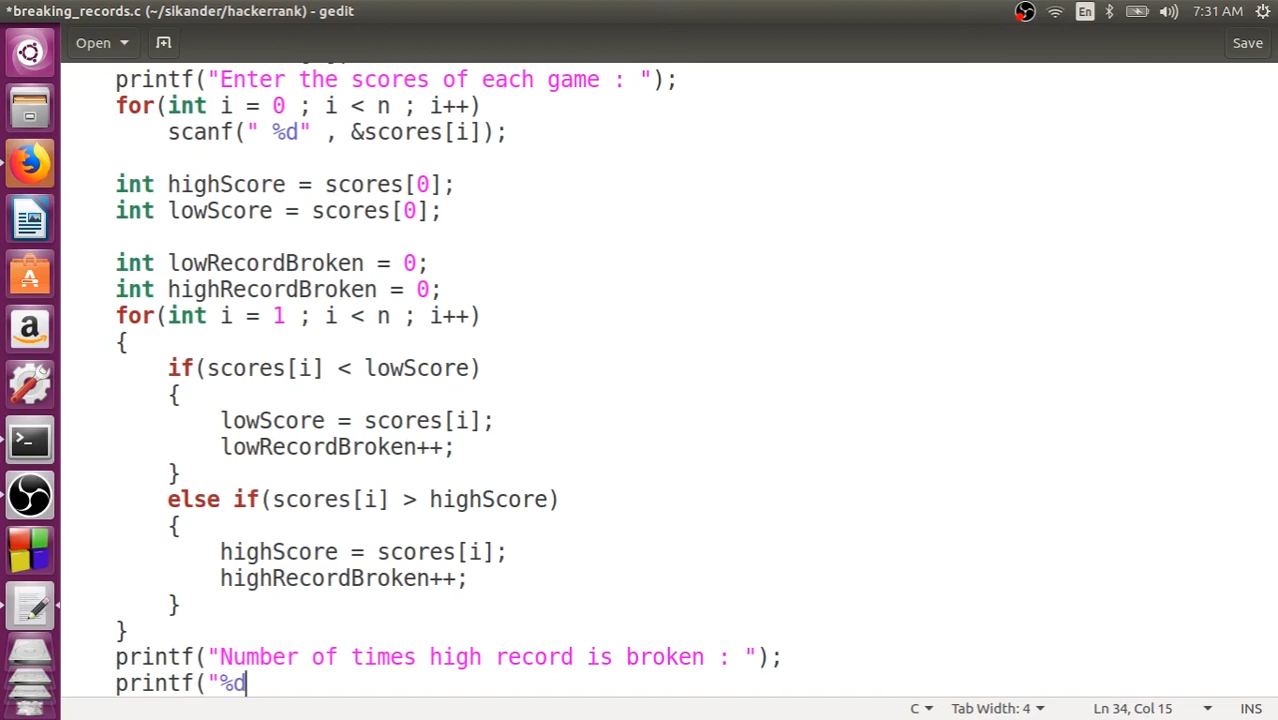 *breaking_records.c (~/sikander/hackerrank) - gedit
En
7:31 AM
Open
Save
printf("Enter the scores of each game : ");
for(int i = 0 ; i < n ; i++)
scanf(" %d" , &scores[i]);
int highScore = scores[0];
int lowScore = scores[0];
int lowRecordBroken = 0;
int highRecordBroken = 0;
for(int i = 1 ; i < n ; i++)
{
if(scores[i] < lowScore)
{
lowScore = scores[i];
lowRecordBroken++;
}
else if(scores[i] > highScore)
{
highScore = scores[i];
highRecordBroken++;
}
}
printf("Number of times high record is broken : ");
printf("%d
C
Tab Width: 4
Ln 34, Col 15
INS